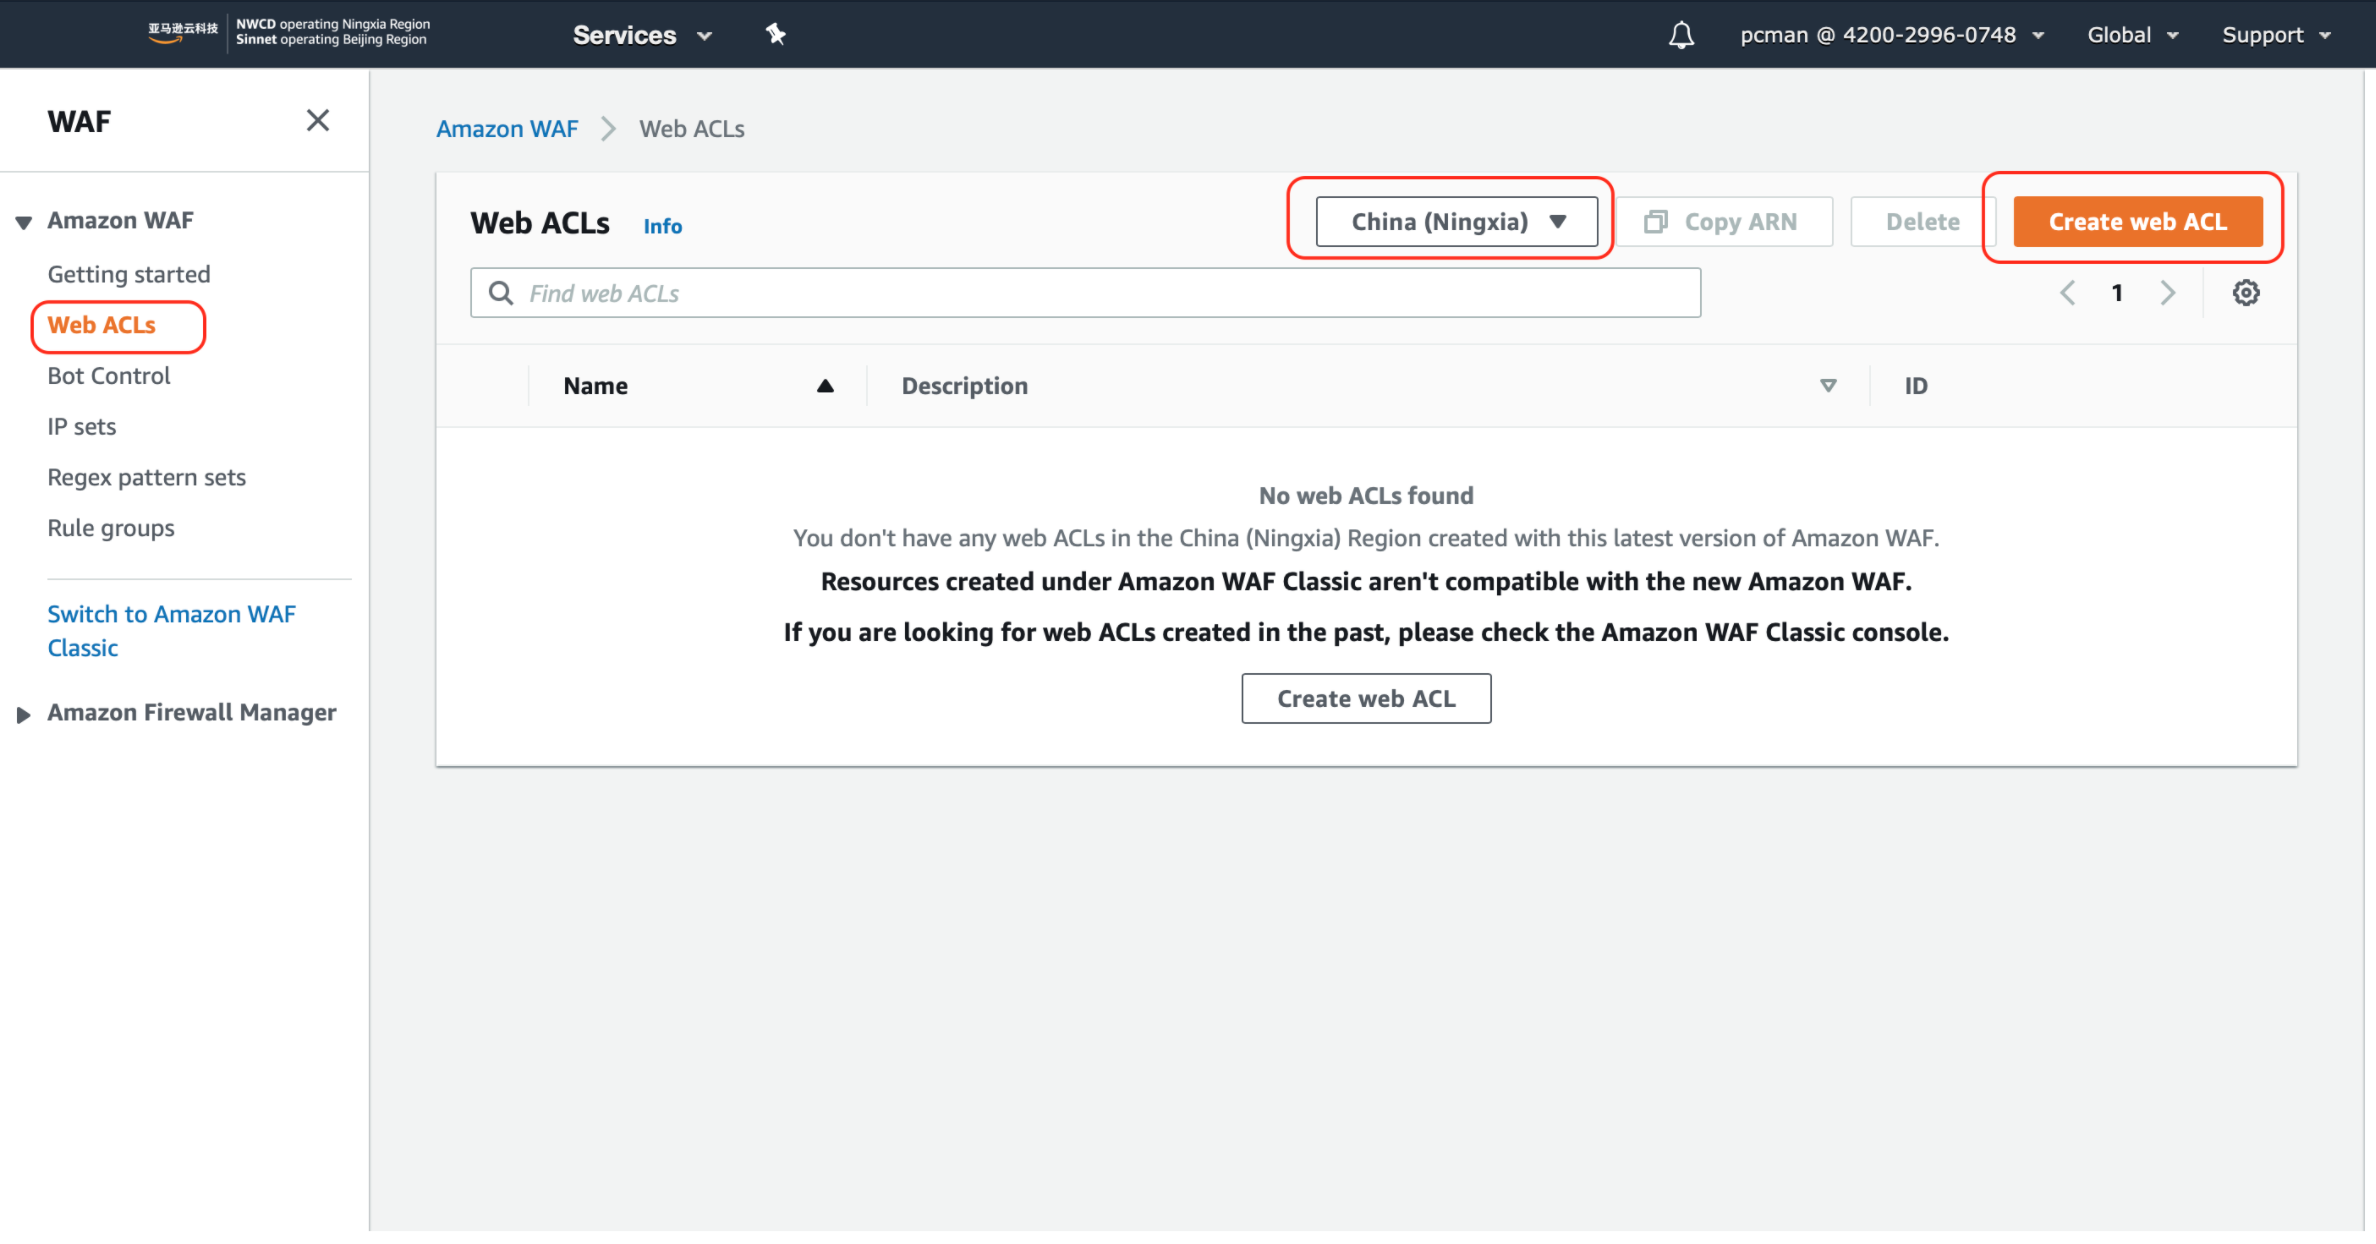 亚马逊云科技
NWCD operating Ningxia Region
Sinnet operating Beijing Region
Services
pcman @ 4200-2996-0748
Global
Support
WAF
Amazon WAF
Getting started
Web ACLs
Bot Control
IP sets
Regex pattern sets
Rule groups
Switch to Amazon WAF
Classic
Amazon Firewall Manager
Amazon WAF
Web ACLs
Web ACLs
Info
China (Ningxia)
Copy ARN
Delete
Create web ACL
Find web ACLs
1
Name
Description
ID
No web ACLs found
You don't have any web ACLs in the China (Ningxia) Region created with this latest version of Amazon WAF.
Resources created under Amazon WAF Classic aren't compatible with the new Amazon WAF.
If you are looking for web ACLs created in the past, please check the Amazon WAF Classic console.
Create web ACL